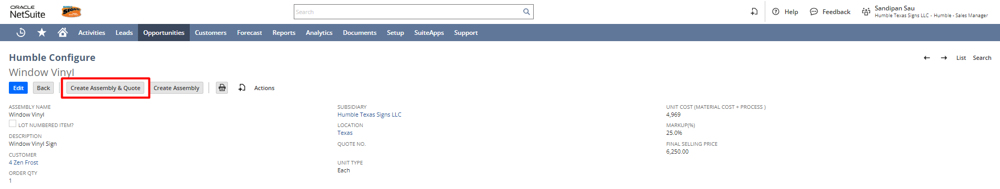 ORACLE
NetSuite
SIGNS
Search
Help
Feedback
Sandipan Sau
Humble Texas Signs LLC - Humble - Sales Manager
Activities Leads Opportunities Customers Forecast Reports Analytics Documents Setup SuiteApps Support
Humble Configure
List Search
Window Vinyl
Edit Back Create Assembly & Quote Create Assembly Actions
ASSEMBLY NAME
Window Vinyl
LOT NUMBERED ITEM?
DESCRIPTION
Window Vinyl Sign
CUSTOMER
4 Zen Frost
ORDER QTY
1
SUBSIDIARY
Humble Texas Signs LLC
LOCATION
Texas
QUOTE NO.
UNIT TYPE
Each
UNIT COST (MATERIAL COST + PROCESS )
4,969
MARKUP(%)
25.0%
FINAL SELLING PRICE
6,250.00